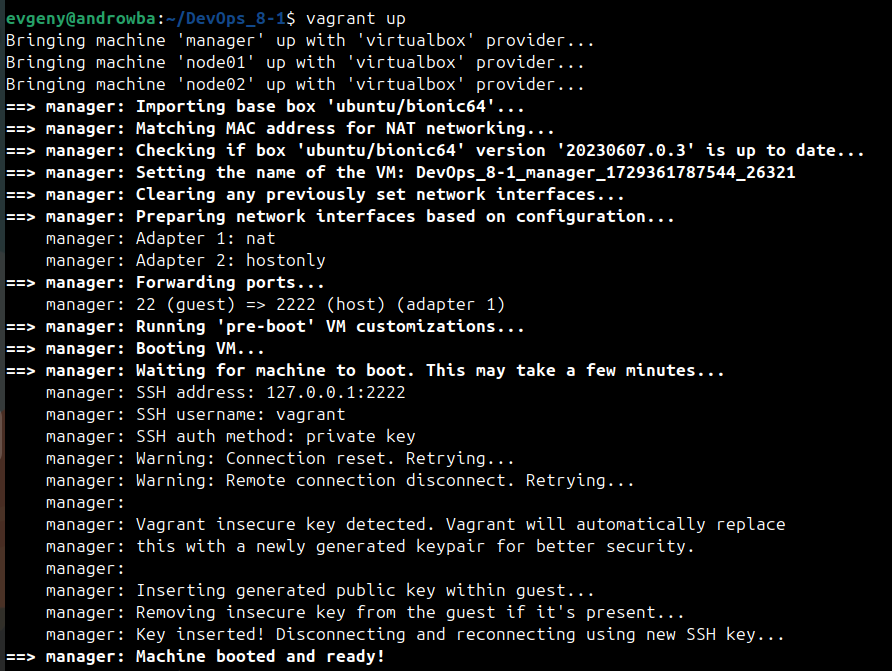 evgeny@androwba:~/DevOps_8-1$ vagrant up
Bringing machine 'manager' up with 'virtualbox' provider...
Bringing machine 'node01' up with 'virtualbox' provider...
Bringing machine 'node02' up with 'virtualbox' provider...
==> manager: Importing base box 'ubuntu/bionic64'...
==> manager: Matching MAC address for NAT networking...
==> manager: Checking if box 'ubuntu/bionic64' version '20230607.0.3' is up to date...
==> manager: Setting the name of the VM: DevOps_8-1_manager_1729361787544_26321
==> manager: Clearing any previously set network interfaces...
==> manager: Preparing network interfaces based on configuration...
    manager: Adapter 1: nat
    manager: Adapter 2: hostonly
==> manager: Forwarding ports...
    manager: 22 (guest) => 2222 (host) (adapter 1)
==> manager: Running 'pre-boot' VM customizations...
==> manager: Booting VM...
==> manager: Waiting for machine to boot. This may take a few minutes...
    manager: SSH address: 127.0.0.1:2222
    manager: SSH username: vagrant
    manager: SSH auth method: private key
    manager: Warning: Connection reset. Retrying...
    manager: Warning: Remote connection disconnect. Retrying...
    manager:
    manager: Vagrant insecure key detected. Vagrant will automatically replace
    manager: this with a newly generated keypair for better security.
    manager:
    manager: Inserting generated public key within guest...
    manager: Removing insecure key from the guest if it's present...
    manager: Key inserted! Disconnecting and reconnecting using new SSH key...
==> manager: Machine booted and ready!